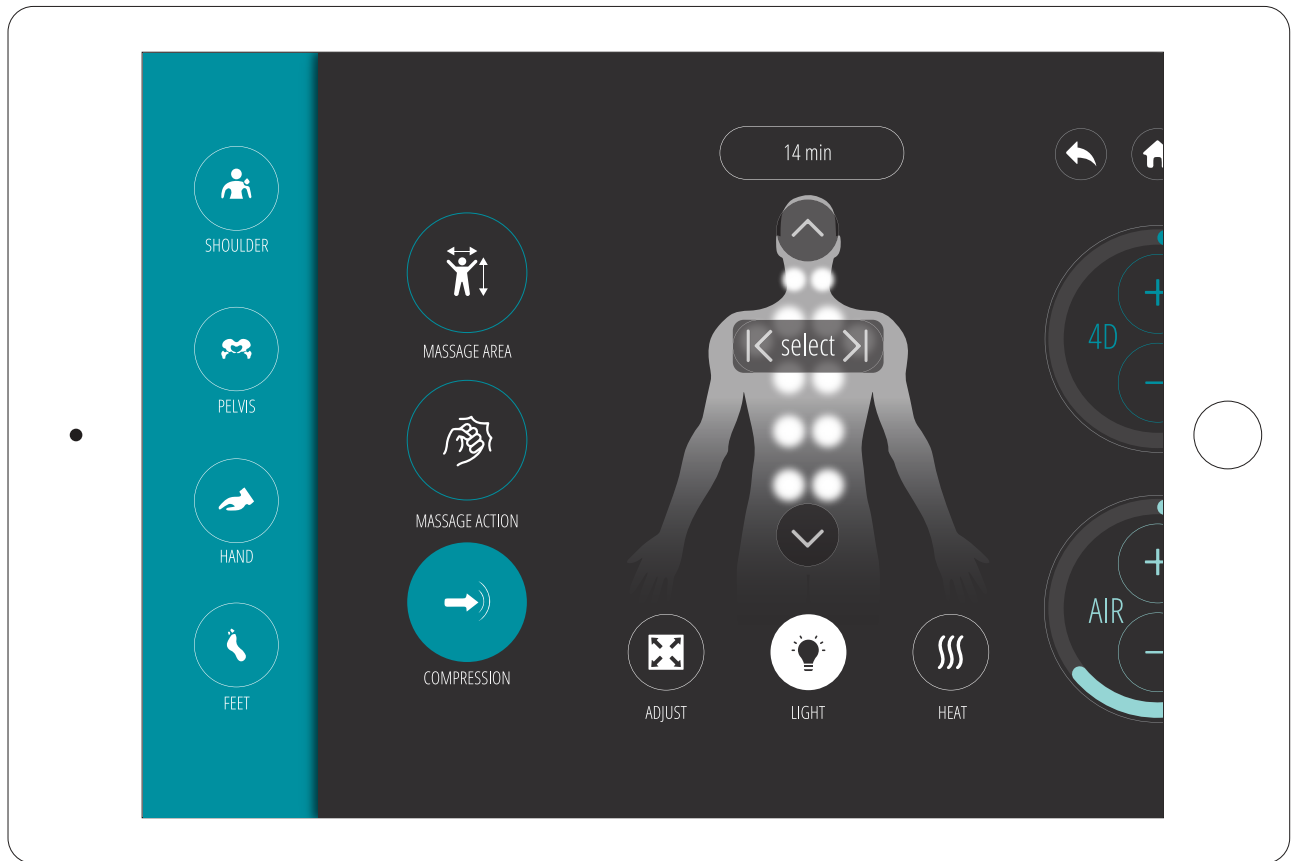 SHOULDER
PELVIS
HAND
FEET
MASSAGE AREA
MASSAGE ACTION
COMPRESSION
14 min
select
ADJUST
LIGHT
HEAT
4D
AIR